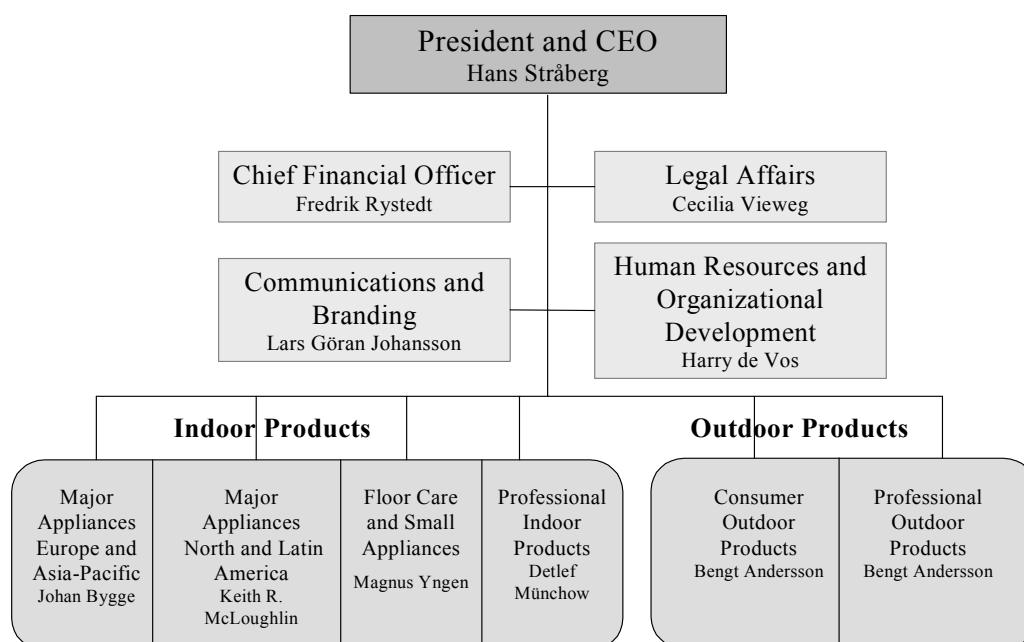 President and CEO
Hans Stråberg
Chief Financial Officer
Fredrik Rystedt
Legal Affairs
Cecilia Vieweg
Communications and
Branding
Lars Göran Johansson
Human Resources and
Organizational
Development
Harry de Vos
Indoor Products
Outdoor Products
Major
Appliances
Europe and
Asia-Pacific
Johan Bygge
Major
Appliances
North and Latin
America
Keith R.
McLoughlin
Floor Care
and Small
Appliances
Magnus Yngen
Professional
Indoor
Products
Detlef
Münchow
Consumer
Outdoor
Products
Bengt Andersson
Professional
Outdoor
Products
Bengt Andersson